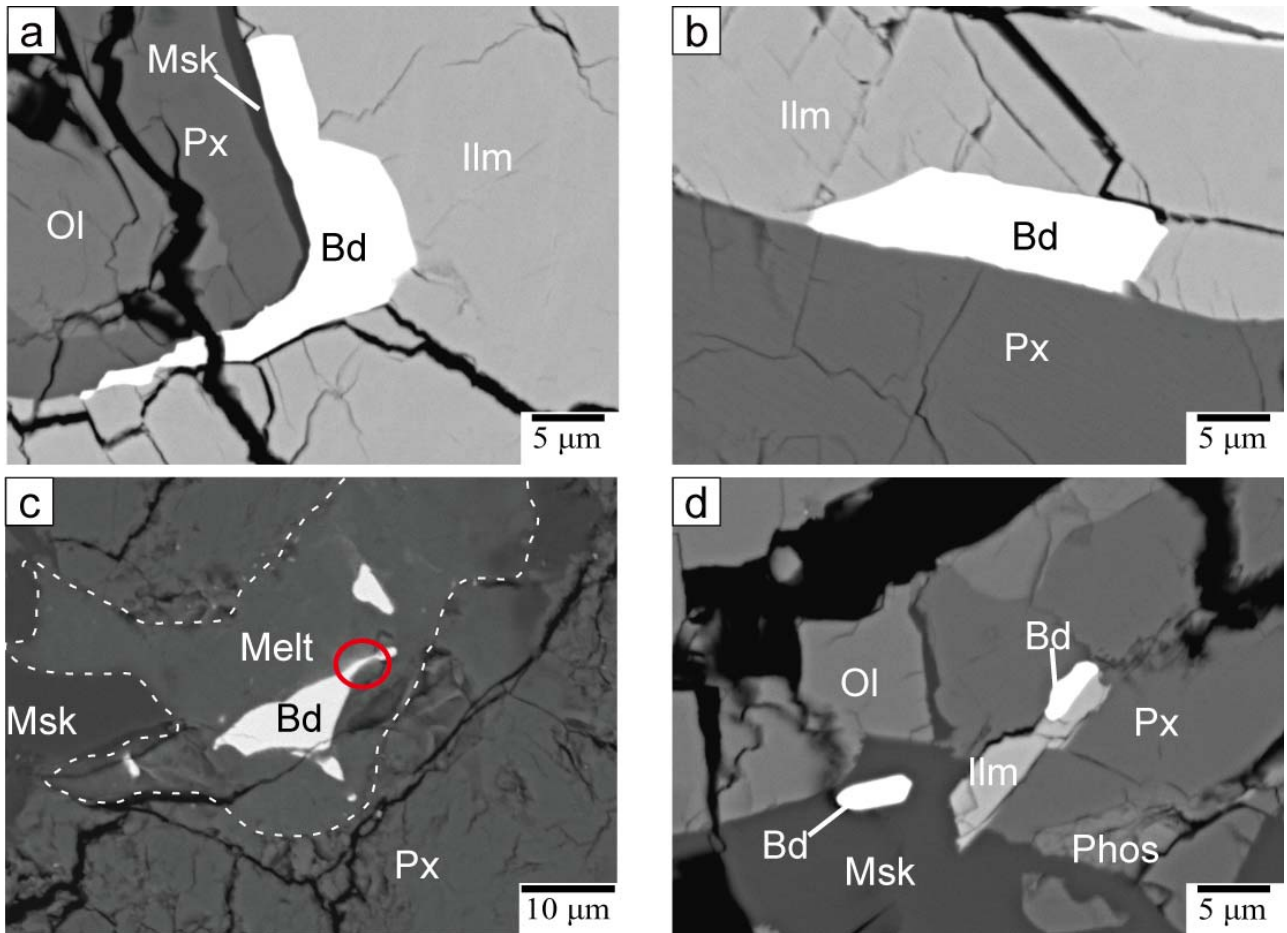 a
Msk
Px
Ilm
Ol
Bd
5 μm
b
Ilm
Bd
Px
5 μm
c
Melt
Bd
Msk
Px
10 μm
d
Bd
Ol
Px
Ilm
Bd
Phos
Msk
5 μm